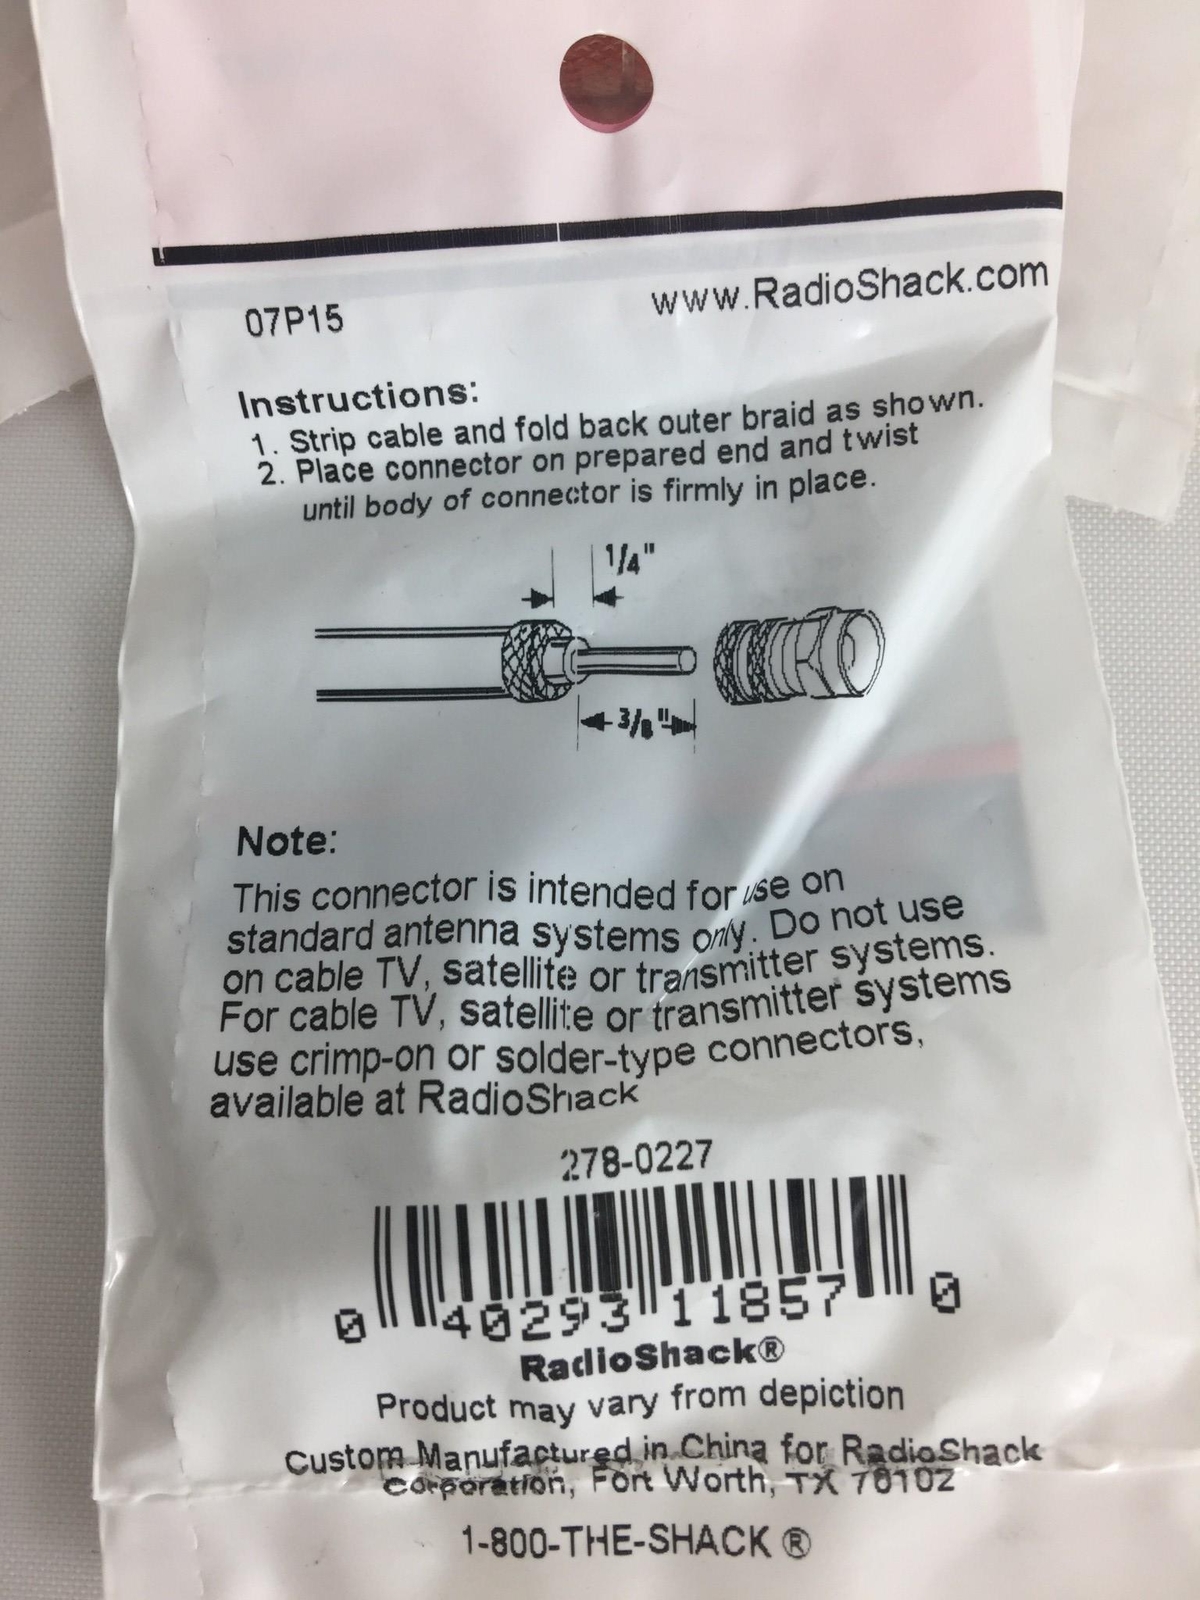 07P15
www.RadioShack.com
Instructions:
1. Strip cable and fold back outer braid as shown.
2. Place connector on prepared end and twist
until body of connector is firmly in place.
1/4"
3/8"
Note:
This connector is intended for use on
standard antenna systems only. Do not use
on cable TV, satellite or transmitter systems.
For cable TV, satellite or transmitter systems
use crimp-on or solder-type connectors,
available at RadioShack
278-0227
0 40293 11857 0
RadioShack®
Product may vary from depiction
Custom Manufactured in China for RadioShack
Corporation, Fort Worth, TX 76102
1-800-THE-SHACK ®